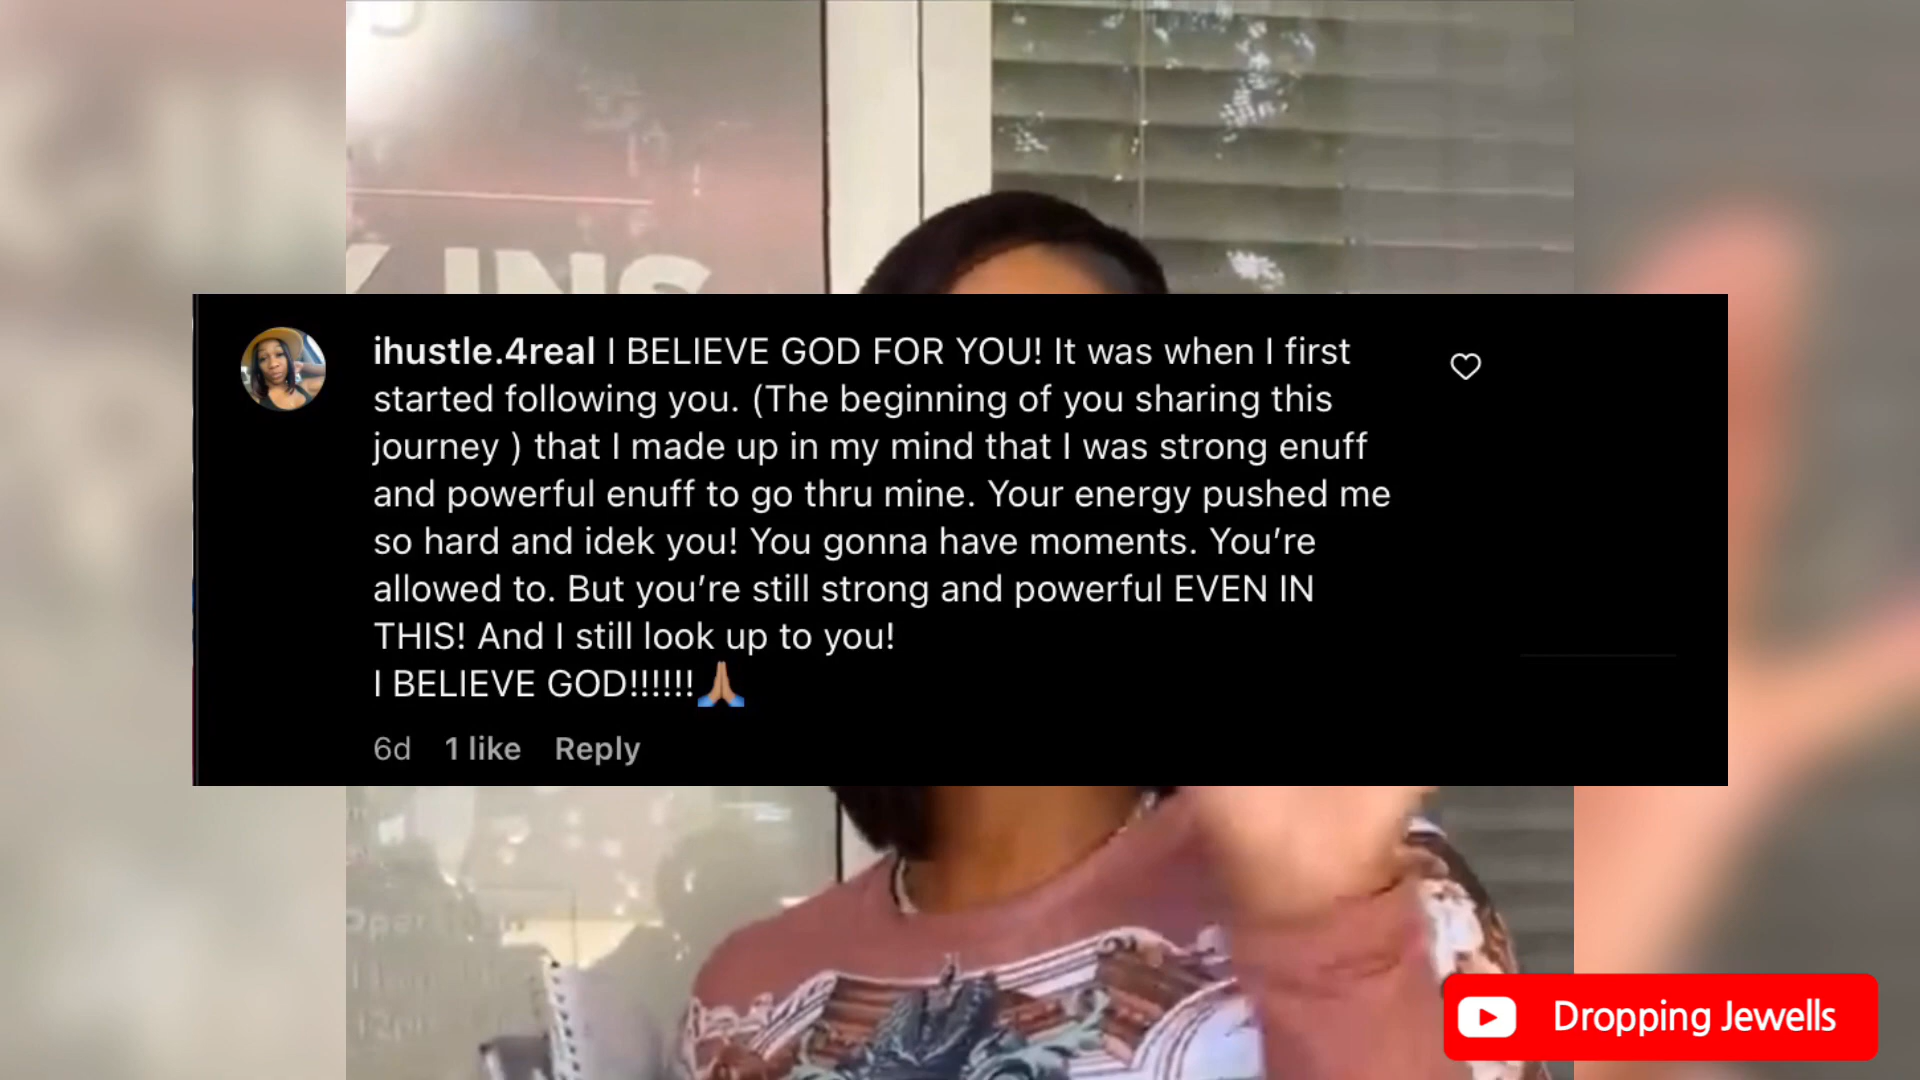 K INS
ihustle.4real I BELIEVE GOD FOR YOU! It was when I first
started following you. (The beginning of you sharing this
journey ) that I made up in my mind that I was strong enuff
and powerful enuff to go thru mine. Your energy pushed me
so hard and idek you! You gonna have moments. You’re
allowed to. But you’re still strong and powerful EVEN IN
THIS! And I still look up to you!
I BELIEVE GOD!!!!!!🙏🏽
6d 1 like Reply
Dropping Jewells